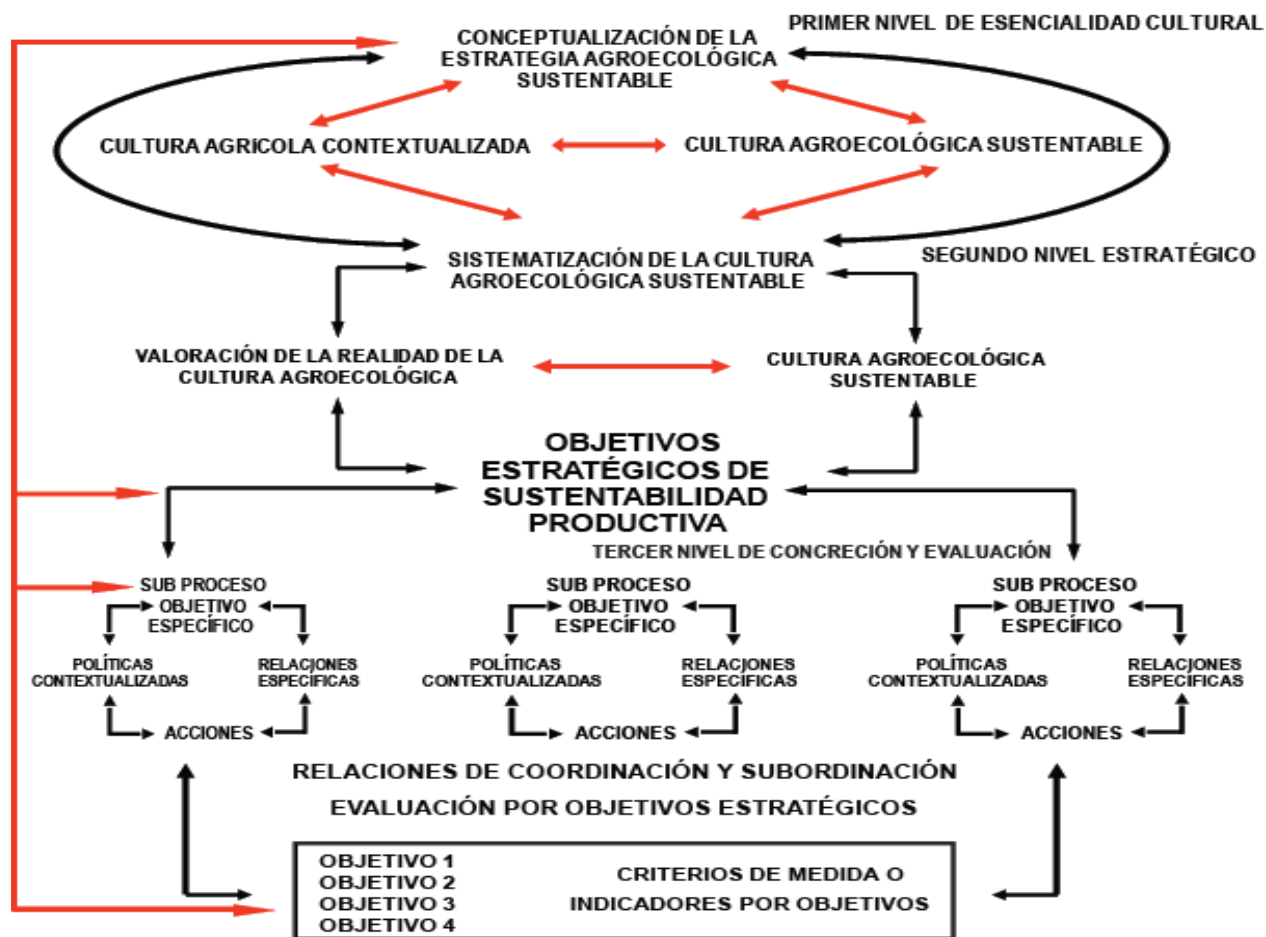 PRIMER NIVEL DE ESENCIALIDAD CULTURAL
CONCEPTUALIZACIÓN DE LA
ESTRATEGIA AGROECOLÓGICA
SUSTENTABLE
CULTURA AGRÍCOLA CONTEXTUALIZADA
CULTURA AGROECOLÓGICA SUSTENTABLE
SEGUNDO NIVEL ESTRATÉGICO
SISTEMATIZACIÓN DE LA CULTURA
AGROECOLÓGICA SUSTENTABLE
VALORACIÓN DE LA REALIDAD DE LA
CULTURA AGROECOLÓGICA
CULTURA AGROECOLÓGICA
SUSTENTABLE
OBJETIVOS
ESTRATÉGICOS DE
SUSTENTABILIDAD
PRODUCTIVA
TERCER NIVEL DE CONCRECIÓN Y EVALUACIÓN
SUB PROCESO
OBJETIVO
ESPECÍFICO
POLÍTICAS
CONTEXTUALIZADAS
RELACIONES
ESPECÍFICAS
ACCIONES
SUB PROCESO
OBJETIVO
ESPECÍFICO
POLÍTICAS
CONTEXTUALIZADAS
RELACIONES
ESPECÍFICAS
ACCIONES
SUB PROCESO
OBJETIVO
ESPECÍFICO
POLÍTICAS
CONTEXTUALIZADAS
RELACIONES
ESPECÍFICAS
ACCIONES
RELACIONES DE COORDINACIÓN Y SUBORDINACIÓN
EVALUACIÓN POR OBJETIVOS ESTRATÉGICOS
OBJETIVO 1
OBJETIVO 2
OBJETIVO 3
OBJETIVO 4
CRITERIOS DE MEDIDA O
INDICADORES POR OBJETIVOS